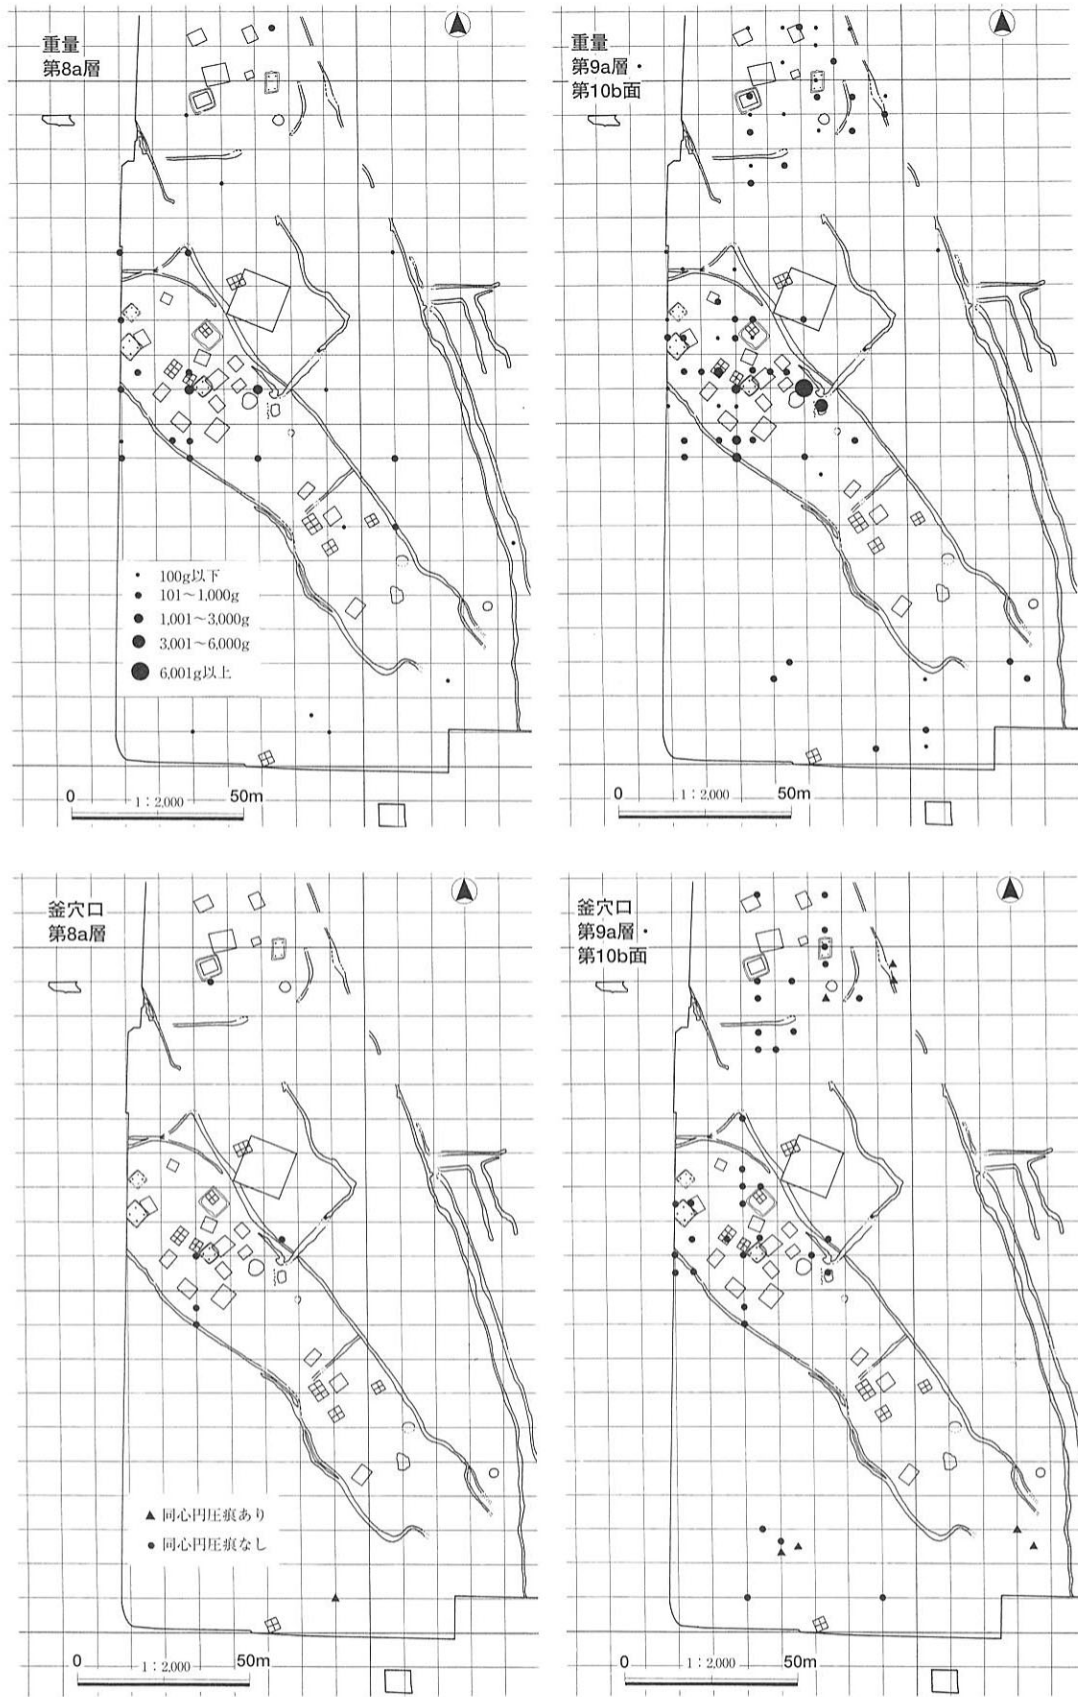 重量
第8a層
100g以下
101～1,000g
1,001～3,000g
3,001～6,000g
6,001g以上
0
1：2,000
50m
重量
第9a層・
第10b面
0
1：2,000
50m
釜穴口
第8a層
▲ 同心円圧痕あり
● 同心円圧痕なし
0
1：2,000
50m
釜穴口
第9a層・
第10b面
0
1：2,000
50m